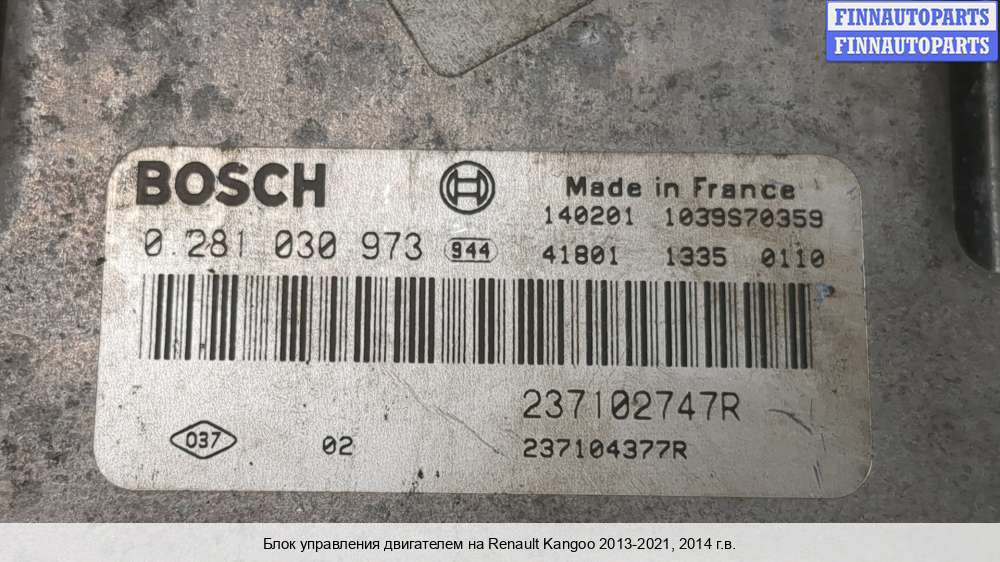 FINNAUTOPARTS
FINNAUTOPARTS
BOSCH
Made in France
140201 1039S70359
0 281 030 973 944 41801 1335 0110
237102747R
037 02 237104377R
Блок управления двигателем на Renault Kangoo 2013-2021, 2014 г.в.